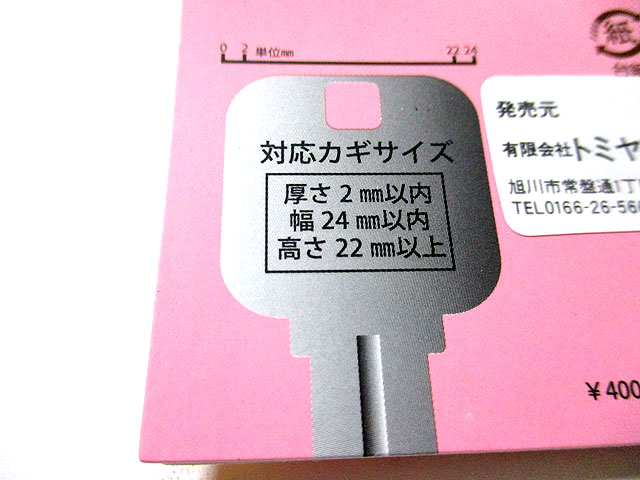 0 2 単位㎜ 22 24
紙
対応カギサイズ
厚さ 2 ㎜以内
幅 24 ㎜以内
高さ 22 ㎜以上
発売元
有限会社トミヤ
旭川市常盤通1丁
TEL0166-26-566
¥400